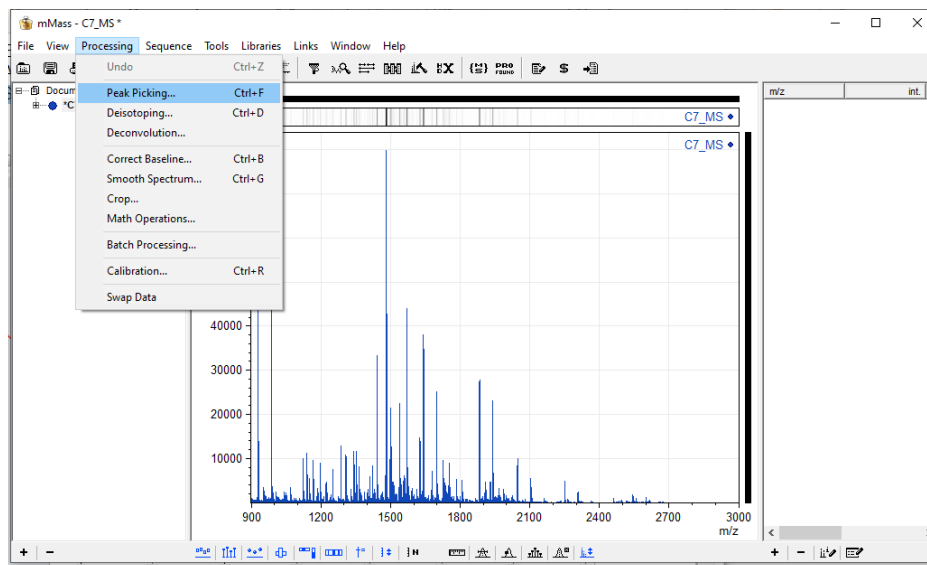 mMass - C7_MS *
File View Processing Sequence Tools Libraries Links Window Help
Undo Ctrl+Z
Peak Picking... Ctrl+F
Deisotoping... Ctrl+D
Deconvolution...
Correct Baseline... Ctrl+B
Smooth Spectrum... Ctrl+G
Crop...
Math Operations...
Batch Processing...
Calibration... Ctrl+R
Swap Data
Docum
*C
m/z int.
C7_MS
C7_MS
40000
30000
20000
10000
900 1200 1500 1800 2100 2400 2700 3000
m/z